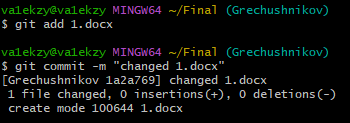 va1ekzy@va1ekzy MINGW64 ~/Final (Grechushnikov)
$ git add 1.docx
va1ekzy@va1ekzy MINGW64 ~/Final (Grechushnikov)
$ git commit -m "changed 1.docx"
[Grechushnikov 1a2a769] changed 1.docx
 1 file changed, 0 insertions(+), 0 deletions(-)
 create mode 100644 1.docx